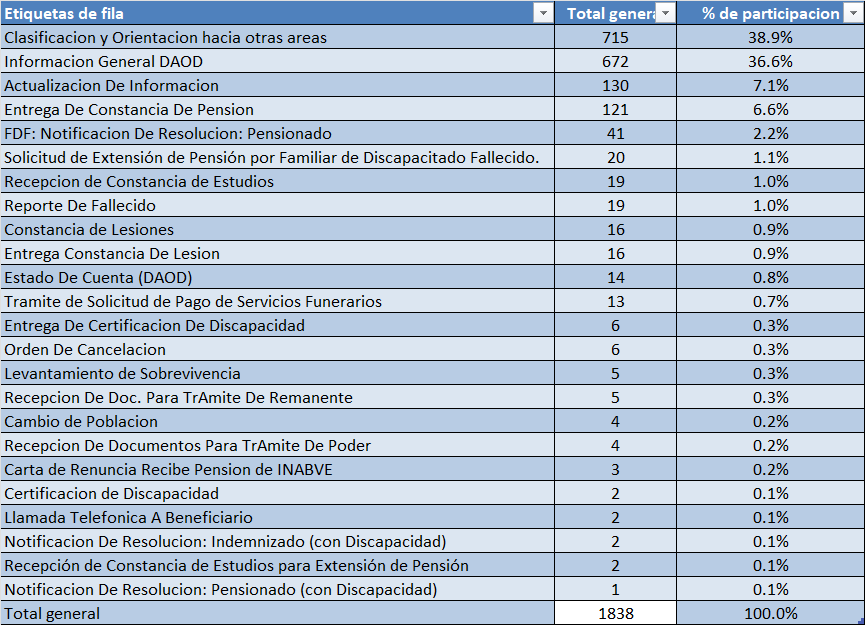 Etiquetas de fila Total genera % de participacion
Clasificacion y Orientacion hacia otras areas 715 38.9%
Informacion General DAOD 672 36.6%
Actualizacion De Informacion 130 7.1%
Entrega De Constancia De Pension 121 6.6%
FDF: Notificacion De Resolucion: Pensionado 41 2.2%
Solicitud de Extensión de Pensión por Familiar de Discapacitado Fallecido. 20 1.1%
Recepcion de Constancia de Estudios 19 1.0%
Reporte De Fallecido 19 1.0%
Constancia de Lesiones 16 0.9%
Entrega Constancia De Lesion 16 0.9%
Estado De Cuenta (DAOD) 14 0.8%
Tramite de Solicitud de Pago de Servicios Funerarios 13 0.7%
Entrega De Certificacion De Discapacidad 6 0.3%
Orden De Cancelacion 6 0.3%
Levantamiento de Sobrevivencia 5 0.3%
Recepcion De Doc. Para TrAmite De Remanente 5 0.3%
Cambio de Poblacion 4 0.2%
Recepcion De Documentos Para TrAmite De Poder 4 0.2%
Carta de Renuncia Recibe Pension de INABVE 3 0.2%
Certificacion de Discapacidad 2 0.1%
Llamada Telefonica A Beneficiario 2 0.1%
Notificacion De Resolucion: Indemnizado (con Discapacidad) 2 0.1%
Recepción de Constancia de Estudios para Extensión de Pensión 2 0.1%
Notificacion De Resolucion: Pensionado (con Discapacidad) 1 0.1%
Total general 1838 100.0%